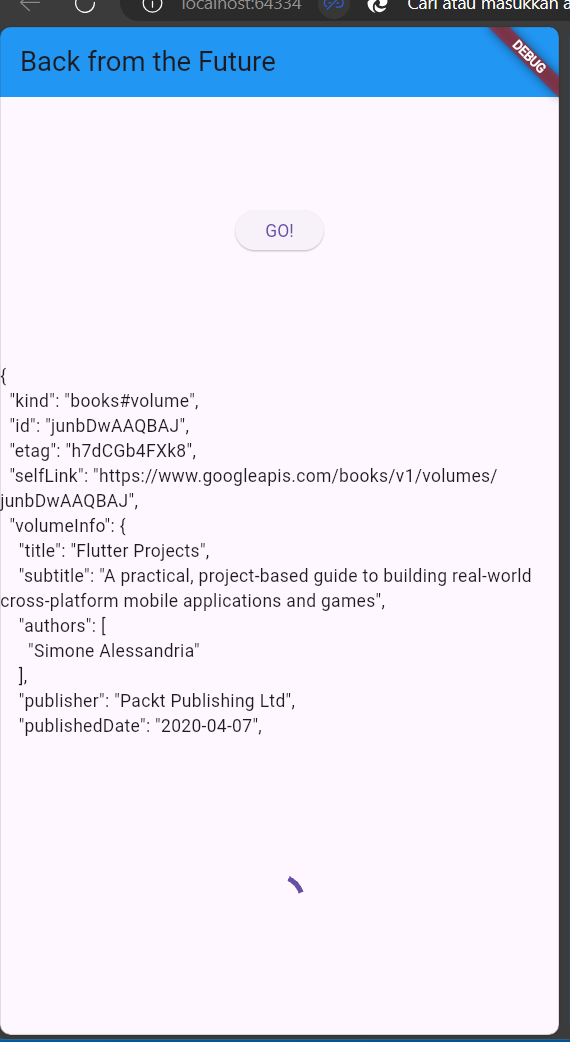 localhost:64334
Cari atau masukkan a
Back from the Future
DEBUG
GO!
{
"kind": "books#volume",
"id": "junbDwAAQBAJ",
"etag": "h7dCGb4FXk8",
"selfLink": "https://www.googleapis.com/books/v1/volumes/
junbDwAAQBAJ",
"volumeInfo": {
"title": "Flutter Projects",
"subtitle": "A practical, project-based guide to building real-world
cross-platform mobile applications and games",
"authors": [
"Simone Alessandria"
],
"publisher": "Packt Publishing Ltd",
"publishedDate": "2020-04-07",